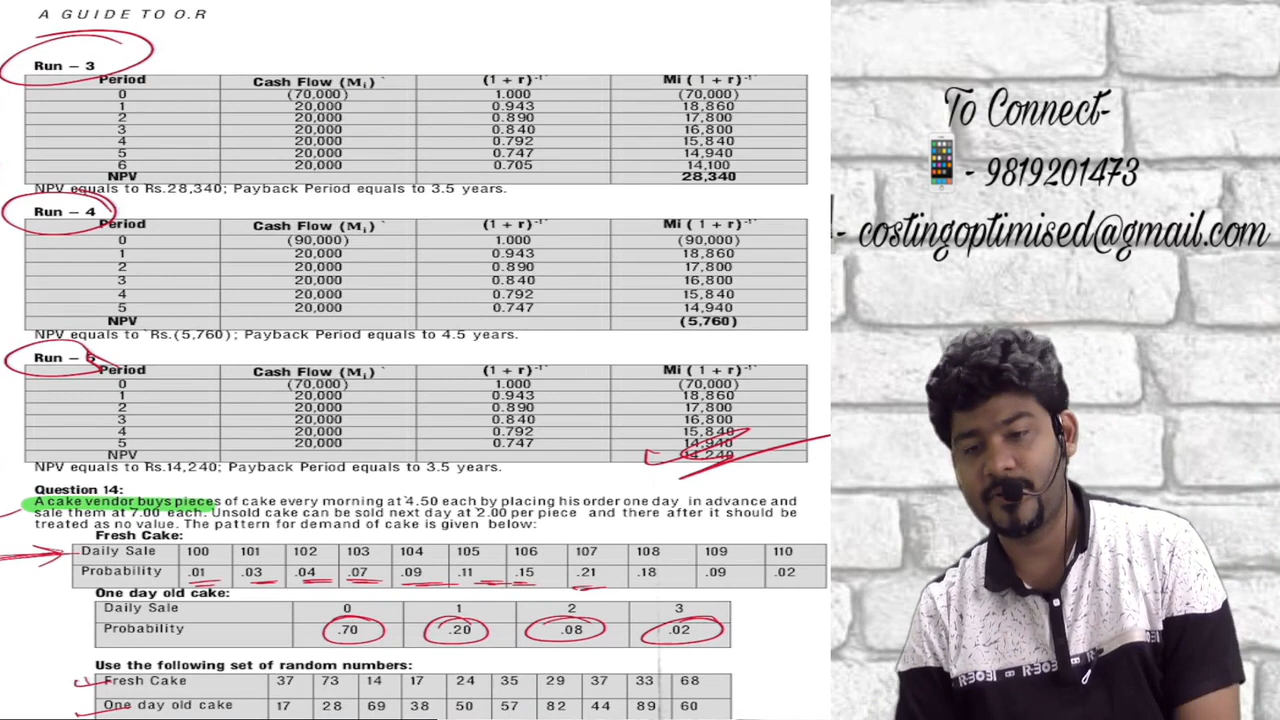 A GUIDE TO O.R
Run – 3
Period Cash Flow (Mi) ` (1 + r)-1` Mi ( 1 + r)-1`
0 (70,000) 1.000 (70,000)
1 20,000 0.943 18,860
2 20,000 0.890 17,800
3 20,000 0.840 16,800
4 20,000 0.792 15,840
5 20,000 0.747 14,940
6 20,000 0.705 14,100
NPV 28,340
NPV equals to Rs.28,340; Payback Period equals to 3.5 years.
Run – 4
Period Cash Flow (Mi) ` (1 + r)-1` Mi ( 1 + r)-1`
0 (90,000) 1.000 (90,000)
1 20,000 0.943 18,860
2 20,000 0.890 17,800
3 20,000 0.840 16,800
4 20,000 0.792 15,840
5 20,000 0.747 14,940
NPV (5,760)
NPV equals to `Rs.(5,760); Payback Period equals to 4.5 years.
Run – 5
Period Cash Flow (Mi) ` (1 + r)-1` Mi ( 1 + r)-1`
0 (70,000) 1.000 (70,000)
1 20,000 0.943 18,860
2 20,000 0.890 17,800
3 20,000 0.840 16,800
4 20,000 0.792 15,840
5 20,000 0.747 14,940
NPV 14,240
NPV equals to Rs.14,240; Payback Period equals to 3.5 years.
Question 14:
A cake vendor buys pieces of cake every morning at `4.50 each by placing his order one day in advance and
sale them at `7.00 each. Unsold cake can be sold next day at `2.00 per piece and there after it should be
treated as no value. The pattern for demand of cake is given below:
Fresh Cake:
Daily Sale 100 101 102 103 104 105 106 107 108 109 110
Probability .01 .03 .04 .07 .09 .11 .15 .21 .18 .09 .02
One day old cake:
Daily Sale 0 1 2 3
Probability .70 .20 .08 .02
Use the following set of random numbers:
Fresh Cake 37 73 14 17 24 35 29 37 33 68
One day old cake 17 28 69 38 50 57 82 44 89 60
To Connect-
- 9819201473
- costingoptimised@gmail.com
R-BOBI R-BOBI